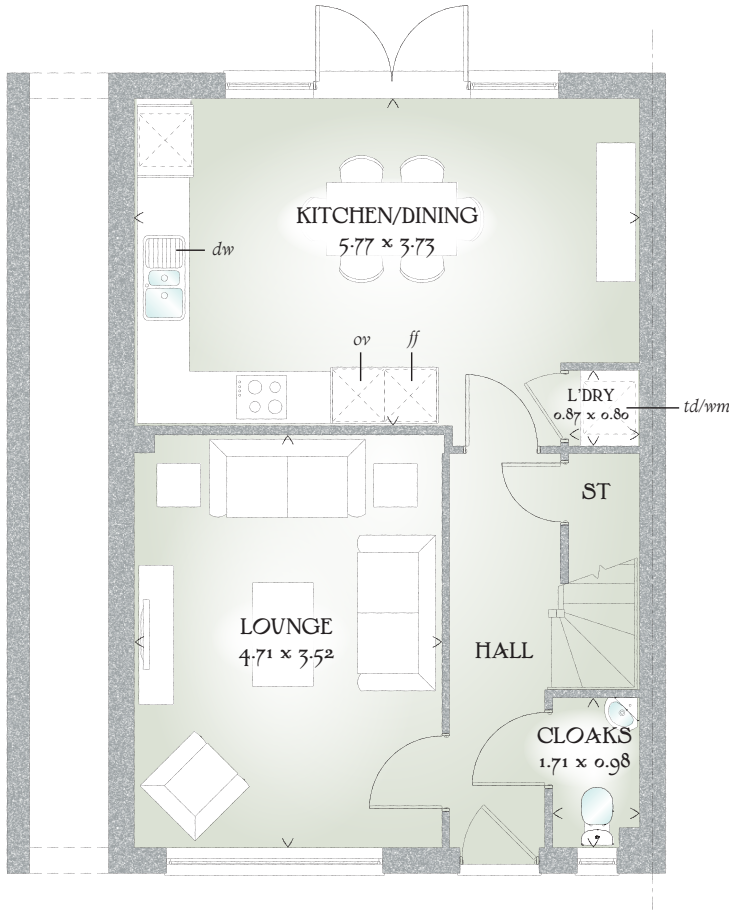 KITCHEN/DINING
5.77 x 3.73
dw
ov
ff
L'DRY
0.87 x 0.80
td/wm
ST
LOUNGE
4.71 x 3.52
HALL
CLOAKS
1.71 x 0.98